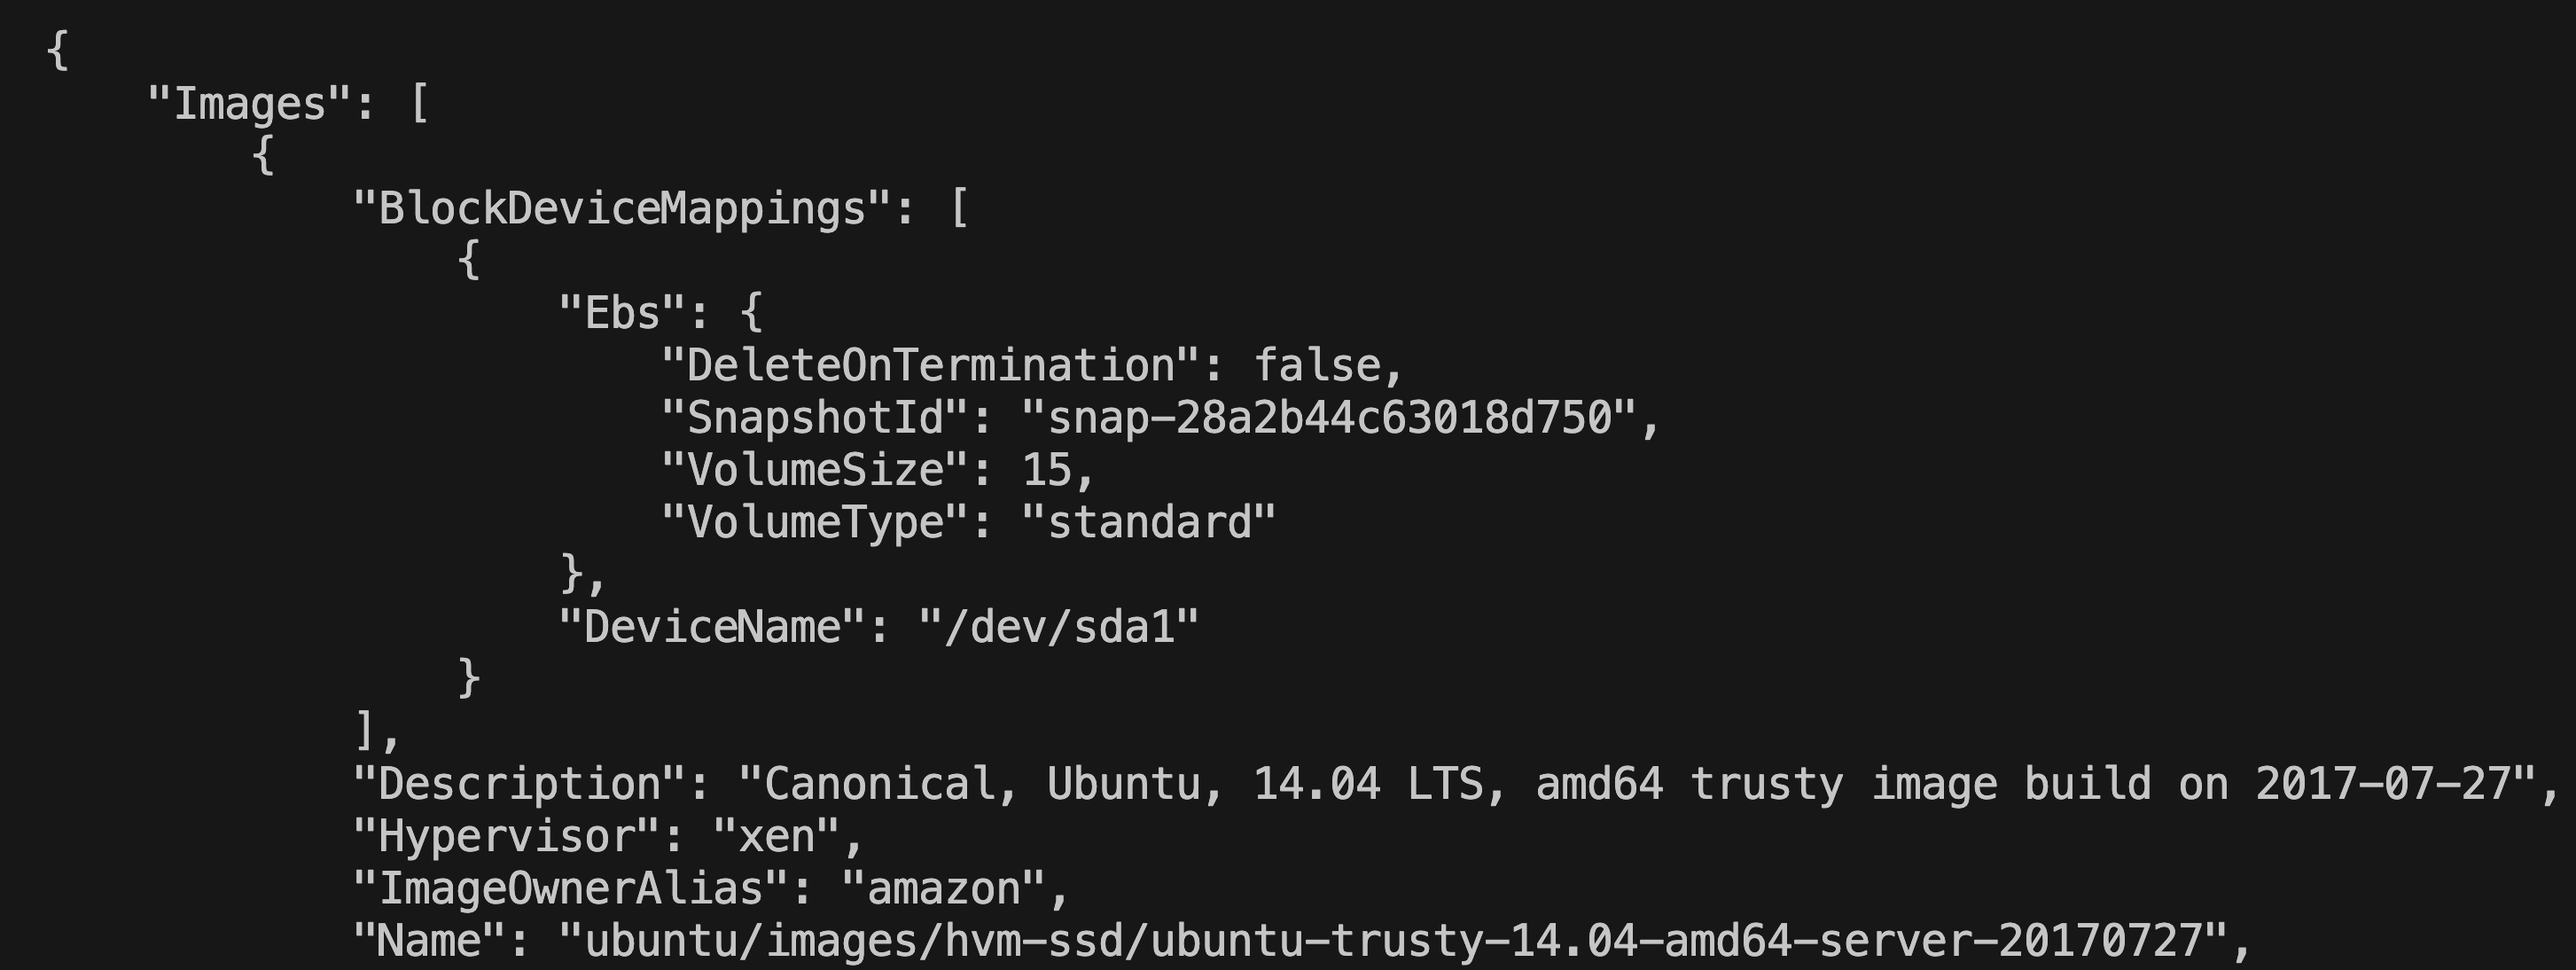 {
"Images": [
{
"BlockDeviceMappings": [
{
"Ebs": {
"DeleteOnTermination": false,
"SnapshotId": "snap-28a2b44c63018d750",
"VolumeSize": 15,
"VolumeType": "standard"
},
"DeviceName": "/dev/sda1"
}
],
"Description": "Canonical, Ubuntu, 14.04 LTS, amd64 trusty image build on 2017-07-27",
"Hypervisor": "xen",
"ImageOwnerAlias": "amazon",
"Name": "ubuntu/images/hvm-ssd/ubuntu-trusty-14.04-amd64-server-20170727",